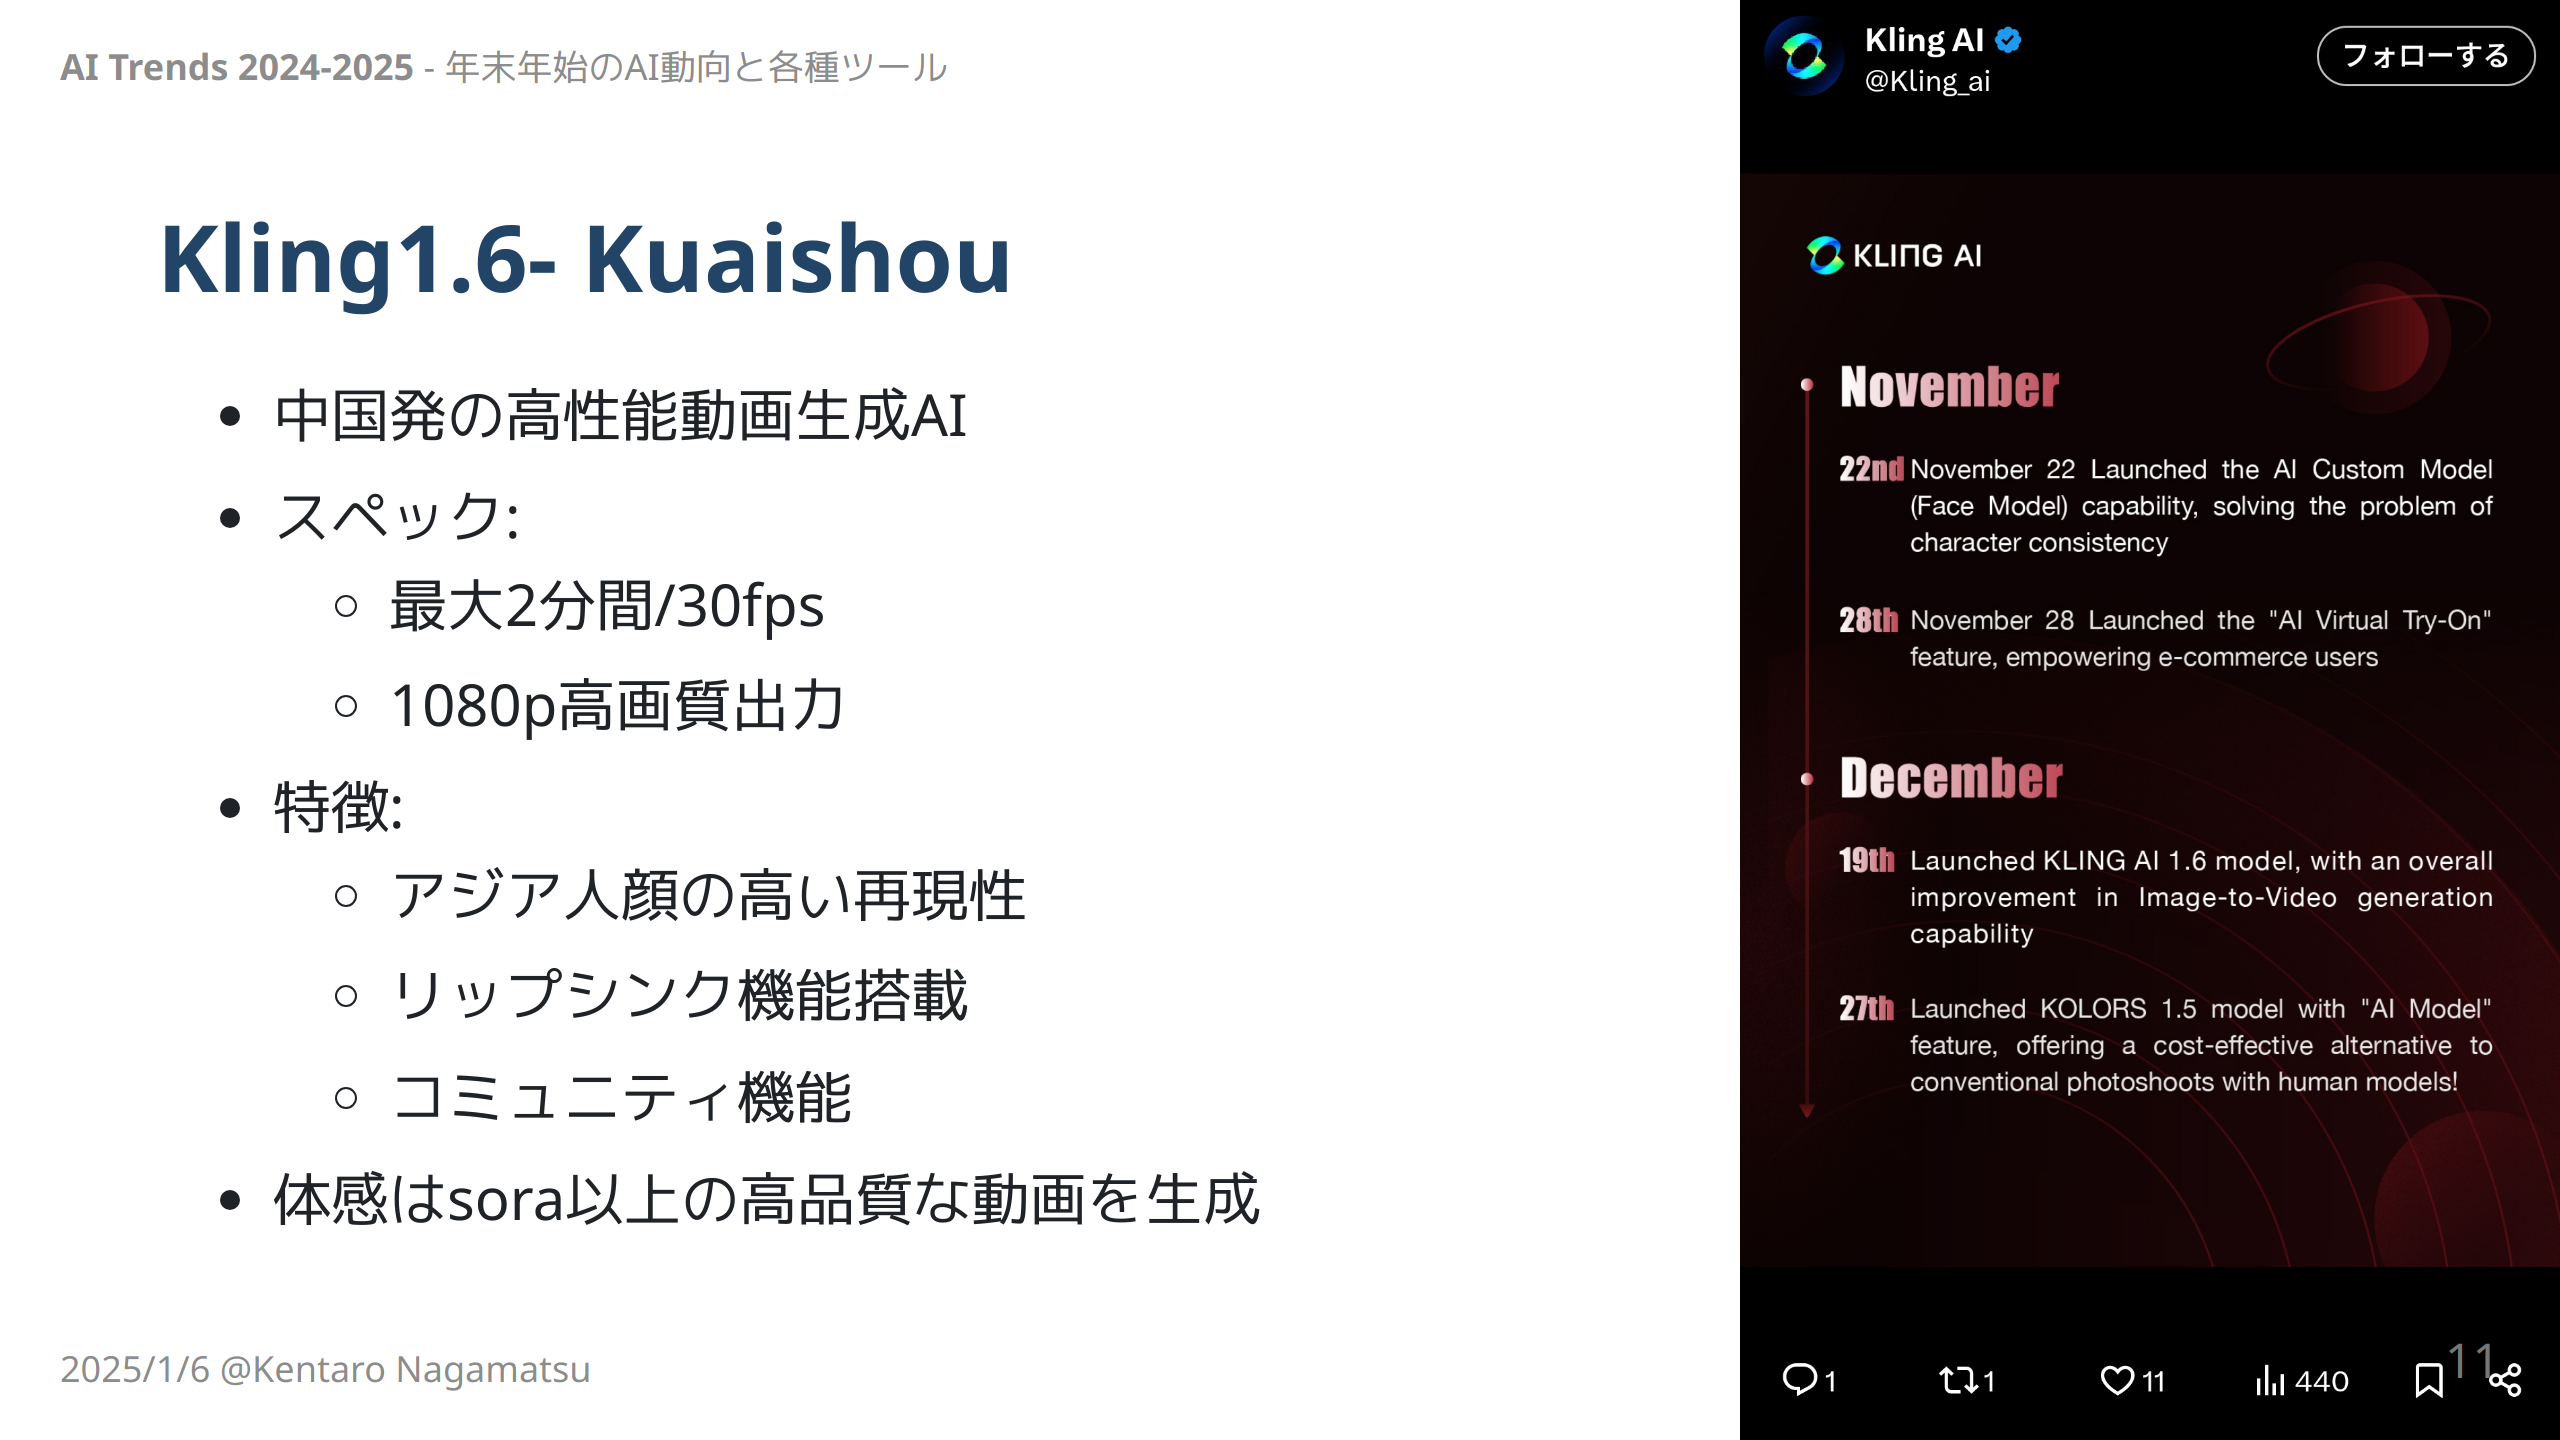 AI Trends 2024-2025 - 年末年始のAI動向と各種ツール
Kling1.6- Kuaishou
中国発の高性能動画生成AI
スペック:
最大2分間/30fps
1080p高画質出力
特徴:
アジア人顔の高い再現性
リップシンク機能搭載
コミュニティ機能
体感はsora以上の高品質な動画を生成
2025/1/6 @Kentaro Nagamatsu
Kling AI
@Kling_ai
フォローする
KLING AI
November
22nd November 22 Launched the AI Custom Model
(Face Model) capability, solving the problem of
character consistency
28th November 28 Launched the "AI Virtual Try-On"
feature, empowering e-commerce users
December
19th Launched KLING AI 1.6 model, with an overall
improvement in Image-to-Video generation
capability
27th Launched KOLORS 1.5 model with "AI Model"
feature, offering a cost-effective alternative to
conventional photoshoots with human models!
1 1 11 440
11